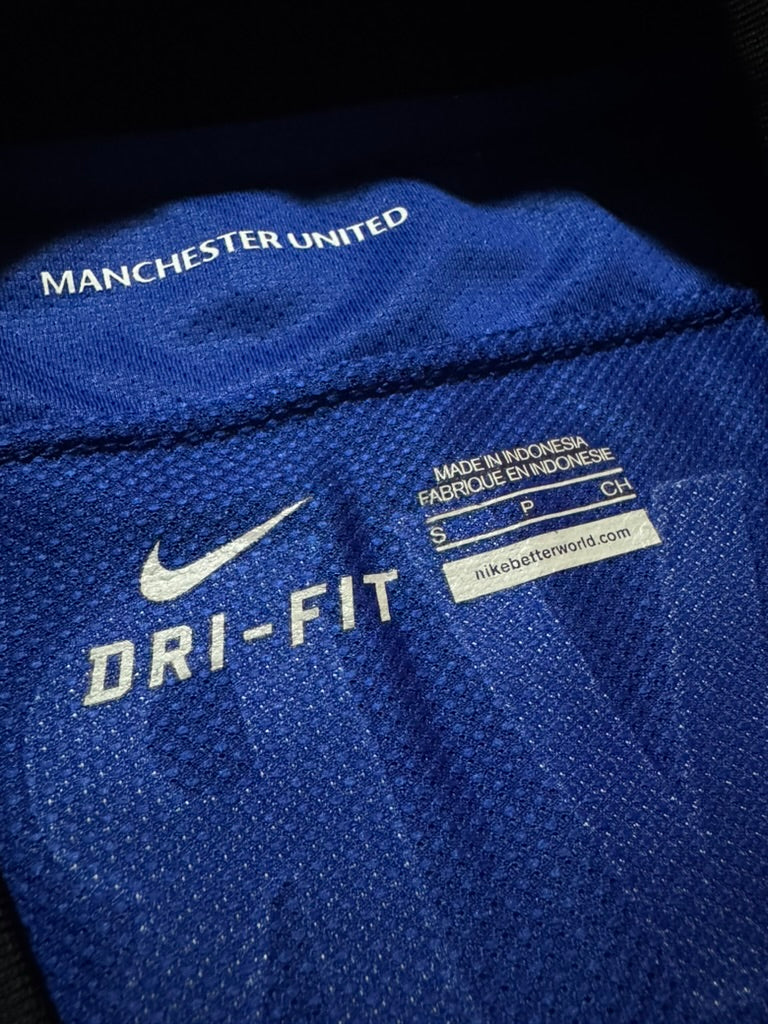 MANCHESTER UNITED
MADE IN INDONESIA
FABRIQUE EN INDONESIE
S P CH
nikebetterworld.com
DRI-FIT